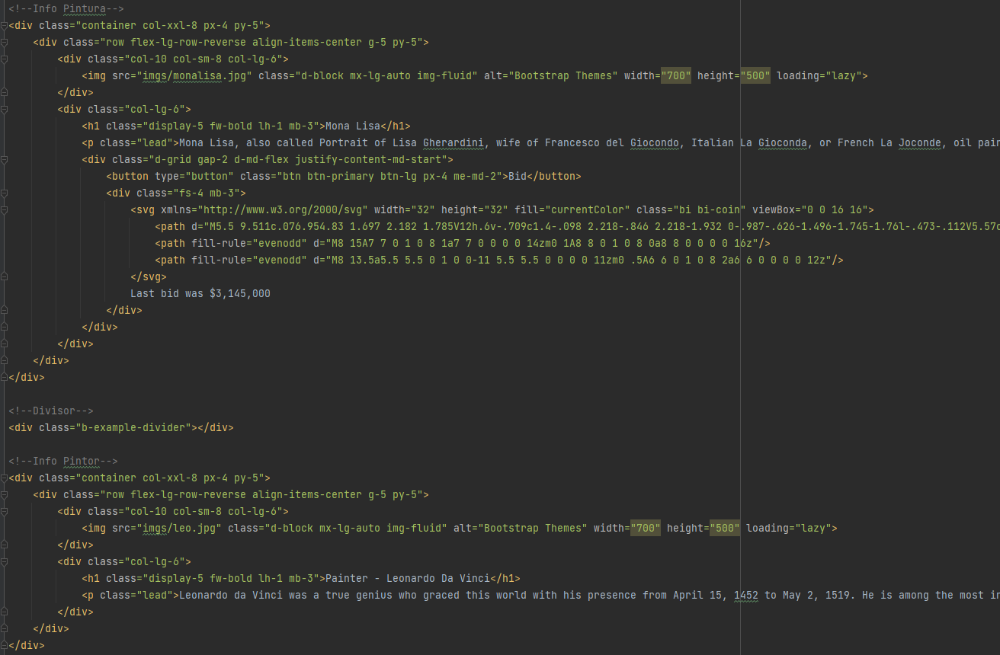 <!--Info Pintura-->
<div class="container col-xxl-8 px-4 py-5">
<div class="row flex-lg-row-reverse align-items-center g-5 py-5">
<div class="col-10 col-sm-8 col-lg-6">
<img src="imgs/monalisa.jpg" class="d-block mx-lg-auto img-fluid" alt="Bootstrap Themes" width="700" height="500" loading="lazy">
</div>
<div class="col-lg-6">
<h1 class="display-5 fw-bold lh-1 mb-3">Mona Lisa</h1>
<p class="lead">Mona Lisa, also called Portrait of Lisa Gherardini, wife of Francesco del Giocondo, Italian La Gioconda, or French La Joconde, oil pain
<div class="d-grid gap-2 d-md-flex justify-content-md-start">
<button type="button" class="btn btn-primary btn-lg px-4 me-md-2">Bid</button>
<div class="fs-4 mb-3">
<svg xmlns="http://www.w3.org/2000/svg" width="32" height="32" fill="currentColor" class="bi bi-coin" viewBox="0 0 16 16">
<path d="M5.5 9.511c.076.954.83 1.697 2.182 1.785V12h.6v-.709c1.4-.098 2.218-.846 2.218-1.932 0-.987-.626-1.496-1.745-1.76l-.473-.112V5.57c
<path fill-rule="evenodd" d="M8 15A7 7 0 1 0 8 1a7 7 0 0 0 0 14zm0 1A8 8 0 1 0 8 0a8 8 0 0 0 0 16z"/>
<path fill-rule="evenodd" d="M8 13.5a5.5 5.5 0 1 0 0-11 5.5 5.5 0 0 0 0 11zm0 .5A6 6 0 1 0 8 2a6 6 0 0 0 0 12z"/>
</svg>
Last bid was $3,145,000
</div>
</div>
</div>
</div>
</div>
<!--Divisor-->
<div class="b-example-divider"></div>
<!--Info Pintor-->
<div class="container col-xxl-8 px-4 py-5">
<div class="row flex-lg-row-reverse align-items-center g-5 py-5">
<div class="col-10 col-sm-8 col-lg-6">
<img src="imgs/leo.jpg" class="d-block mx-lg-auto img-fluid" alt="Bootstrap Themes" width="700" height="500" loading="lazy">
</div>
<div class="col-lg-6">
<h1 class="display-5 fw-bold lh-1 mb-3">Painter - Leonardo Da Vinci</h1>
<p class="lead">Leonardo da Vinci was a true genius who graced this world with his presence from April 15, 1452 to May 2, 1519. He is among the most in
</div>
</div>
</div>